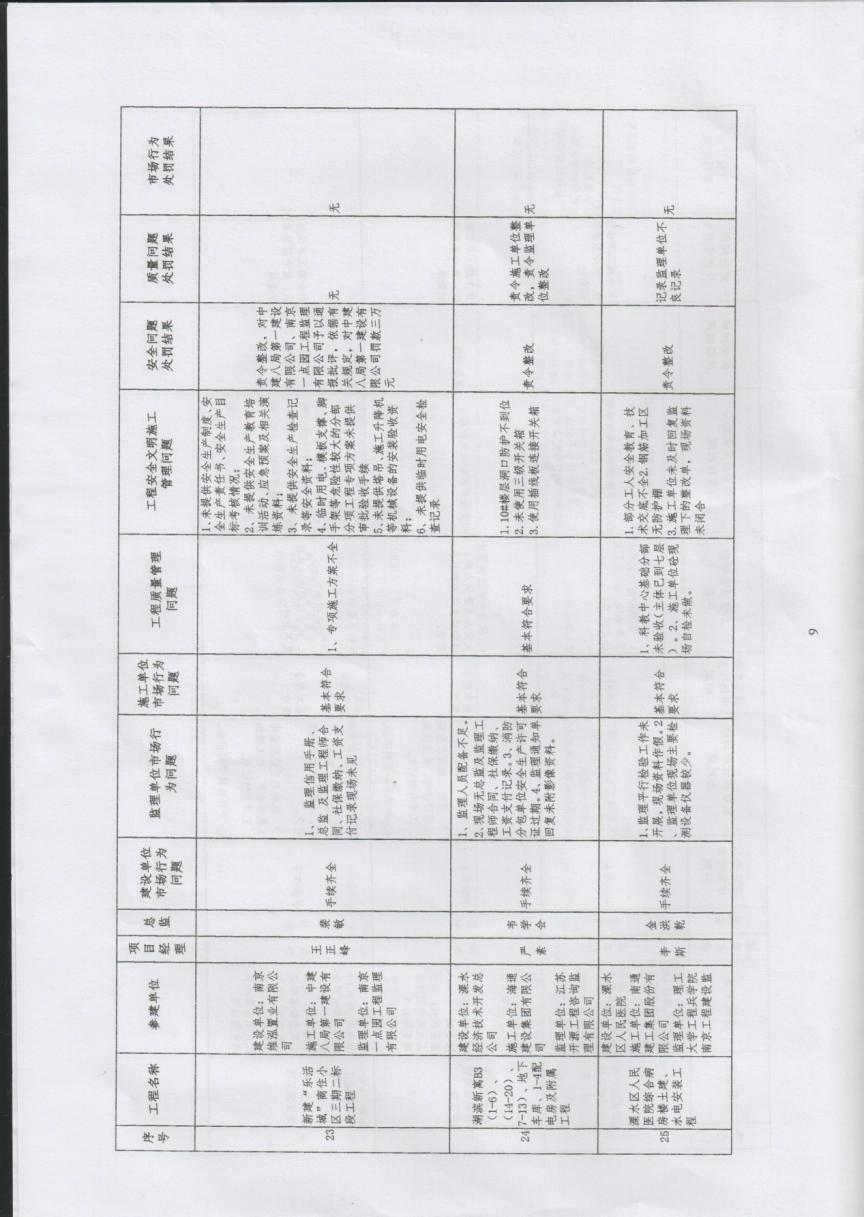 序
号
工程名称
参建单位
项目
经理
总
监
建设单位
市场行为
问题
监理单位市场行
为问题
施工单位
市场行为
问题
工程质量管理
问题
工程安全文明施工
管理问题
安全问题
处罚结果
质量问题
处罚结果
市场行为
处罚结果
23
新建“乐活
城”商住小
区三期二标
段工程
建设单位：南京
维泓置业有限公
司
施工单位：中建
八局第一建设有
限公司
监理单位：南京
一点园工程监理
有限公司
王
正
峰
裴
敏
手续齐全
1、监理信用手册、
总监 及监理工程师合
同、社保缴纳、工资支
付记录现场未见
基本符合
要求
1、专项施工方案不全
1、未提供安全生产制度、安
全生产责任书、安全生产目
标考核情况；
2、未提供安全生产教育培
训活动、应急预案及相关演
练资料；
3、未提供安全生产检查记
录等安全资料；
4、临时用电、模板支撑、脚
手架等危险性较大的分部
分项工程专项方案未提供
审批验收手续
5、未提供塔吊、施工升降机
等机械设备的安装验收资
料；
6、未提供临时用电安全检
查记录
责令整改，对中
建八局第一建设
有限公司、南京
一点园工程监理
有限公司予以通
报批评，依据有
关规定，对中建
八局第一建设有
限公司罚款三万
元
无
无
24
湖滨新寓B3
（1-6）、
（14-20）、
7-13）、地下
车库、1-4配
电房及附属
工程
建设单位：溧水
经济技术开发总
公司
施工单位：海通
建设集团有限公
司
监理单位：江苏
开源工程咨询监
理有限公司
严
素
韦
学
会
手续齐全
1、监理人员配备不足。
2、现场无总监及监理工
程师合同、社保缴纳、
工资支付记录。3、消防
分包单位安全生产许可
证过期。4、监理通知单
回复未附影像资料。
基本符合
要求
基本符合要求
1.10#楼层洞口防护不到位
2. 未使用三级开关箱
3. 使用插线板连接开关箱
责令整改
责令施工单位整
改，责令监理单
位整改
无
25
溧水区人民
医院综合病
房楼土建、
水电安装工
程
建设单位：溧水
区人民医院
施工单位：南通
建工集团股份有
限公司
监理单位：理工
大学工程兵学院
南京工程建设监
李
斯
金
洪
乾
手续齐全
1、监理平行检验工作未
开展，现场资料作假。2
、监理单位现场主要检
测设备仪器较少。
基本符合
要求
1、科教中心基础分部
未验收（主体已到七层
）。2、施工单位砼现
场自检未做。
1. 部分工人安全教育、技
术交底不全2. 钢筋加工区
无防护棚
3. 施工单位未及时回复监
理下的整改单，现场资料
未闭合
责令整改
记录监理单位不
良记录
无
9